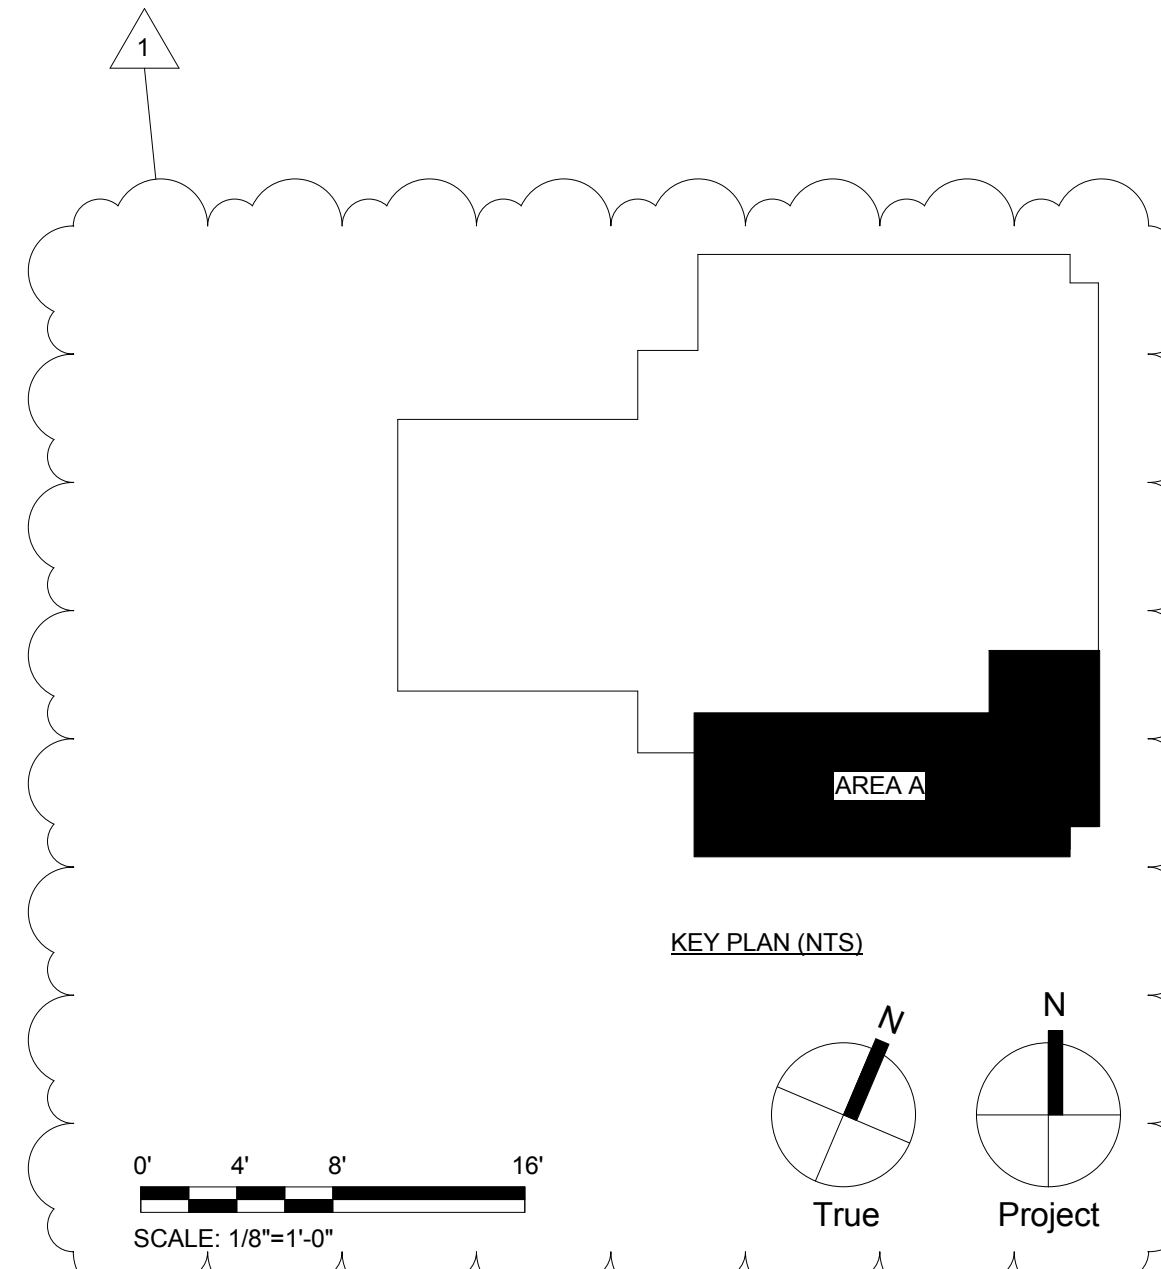 1
AREA A
KEY PLAN (NTS)
N
N
0' 4' 8' 16'
True
Project
SCALE: 1/8"=1'-0"